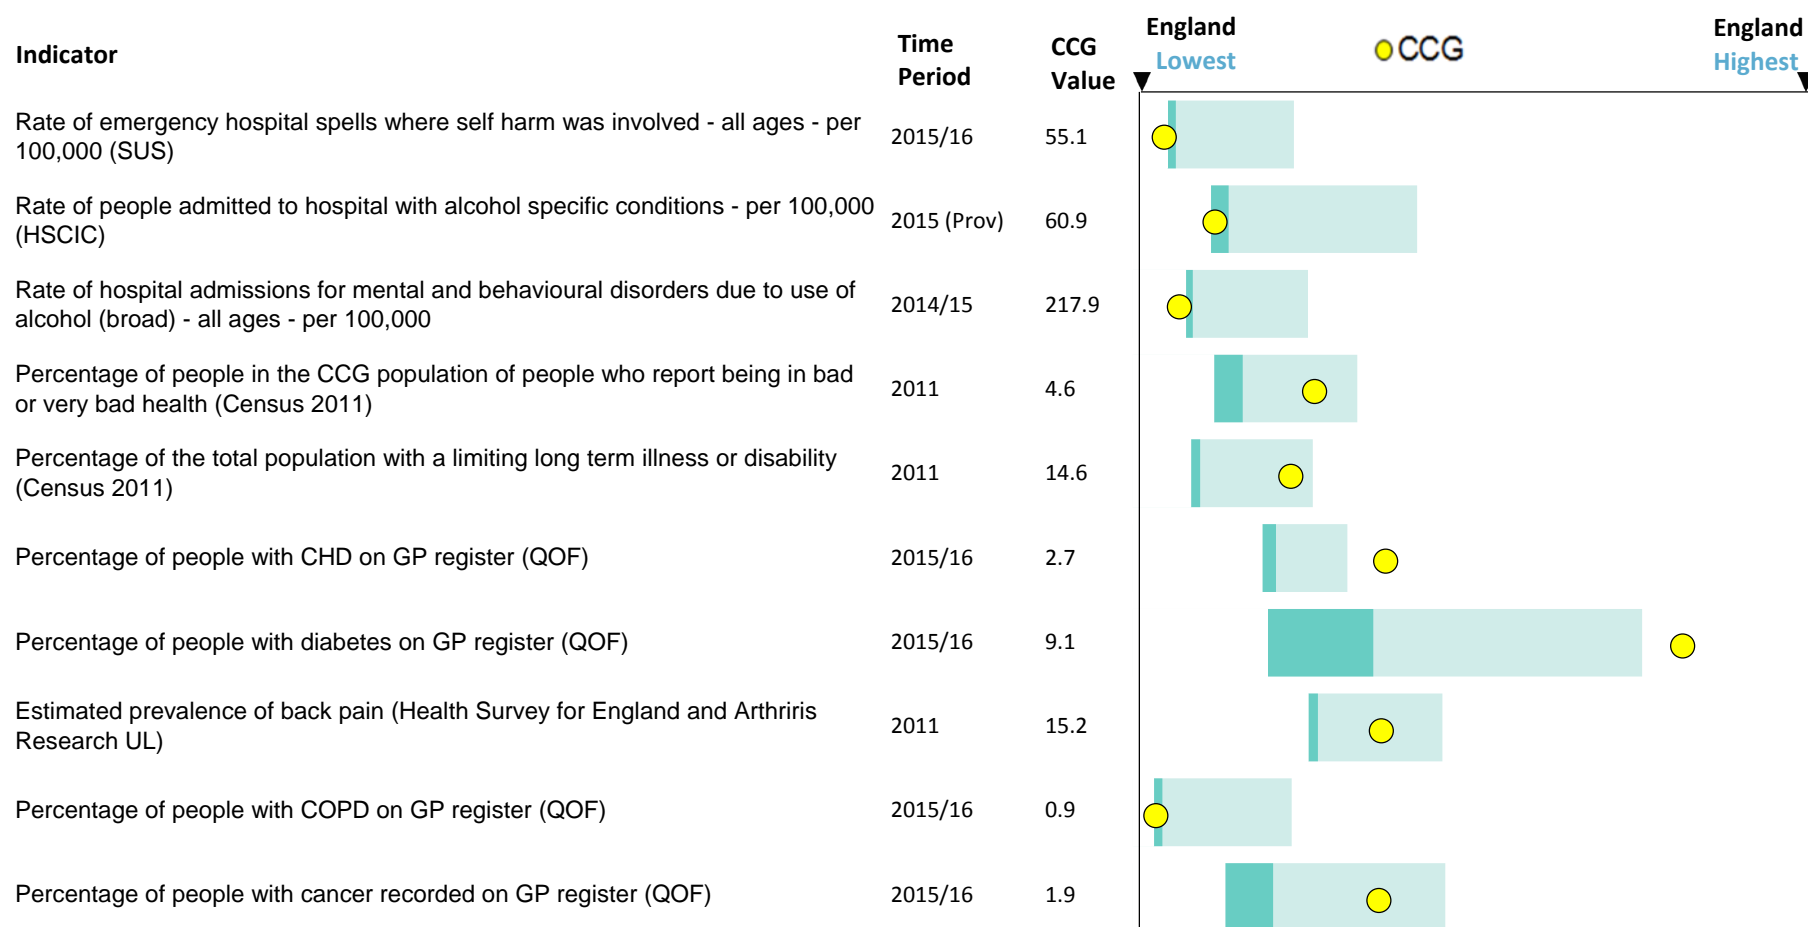 Indicator
Time
Period
CCG
Value
England
Lowest
CCG
England
Highest
Rate of emergency hospital spells where self harm was involved - all ages - per
100,000 (SUS)
2015/16
55.1
Rate of people admitted to hospital with alcohol specific conditions - per 100,000
(HSCIC)
2015 (Prov)
60.9
Rate of hospital admissions for mental and behavioural disorders due to use of
alcohol (broad) - all ages - per 100,000
2014/15
217.9
Percentage of people in the CCG population of people who report being in bad
or very bad health (Census 2011)
2011
4.6
Percentage of the total population with a limiting long term illness or disability
(Census 2011)
2011
14.6
Percentage of people with CHD on GP register (QOF)
2015/16
2.7
Percentage of people with diabetes on GP register (QOF)
2015/16
9.1
Estimated prevalence of back pain (Health Survey for England and Arthriris
Research UL)
2011
15.2
Percentage of people with COPD on GP register (QOF)
2015/16
0.9
Percentage of people with cancer recorded on GP register (QOF)
2015/16
1.9